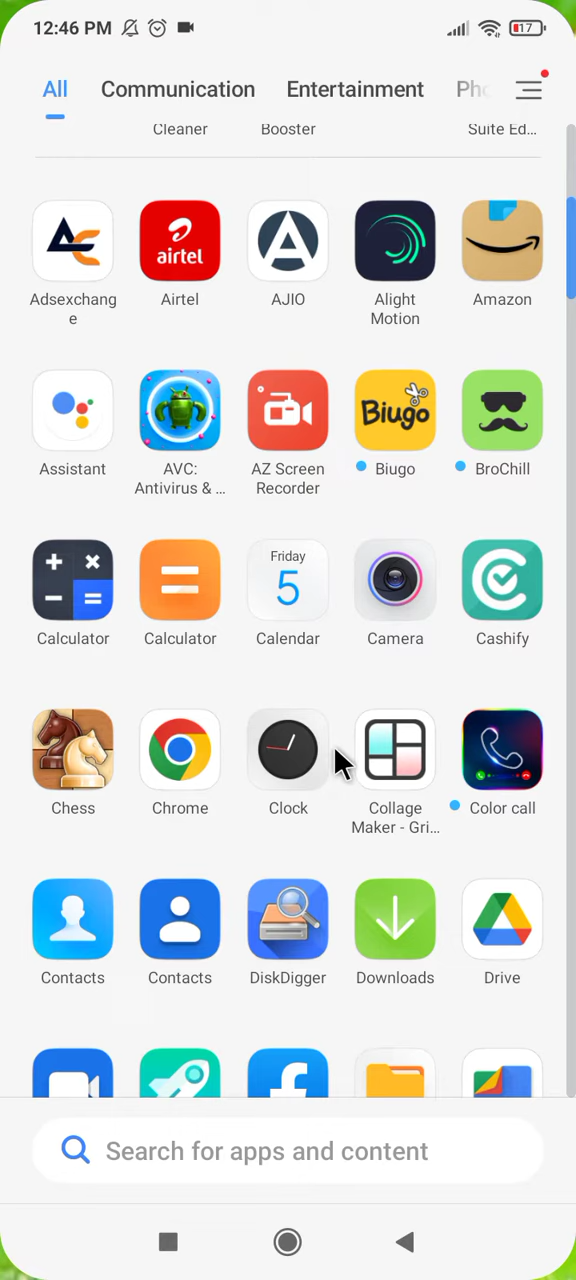 12:46 PM 17
All Communication Entertainment Pho
Cleaner Booster Suite Ed...
airtel
Adsexchang Airtel AJIO Alight Amazon
e Motion
Biugo
Assistant AVC: AZ Screen Biugo BroChill
Antivirus & ... Recorder
Friday
5
Calculator Calculator Calendar Camera Cashify
Chess Chrome Clock Collage Color call
Maker - Gri...
Contacts Contacts DiskDigger Downloads Drive
Search for apps and content